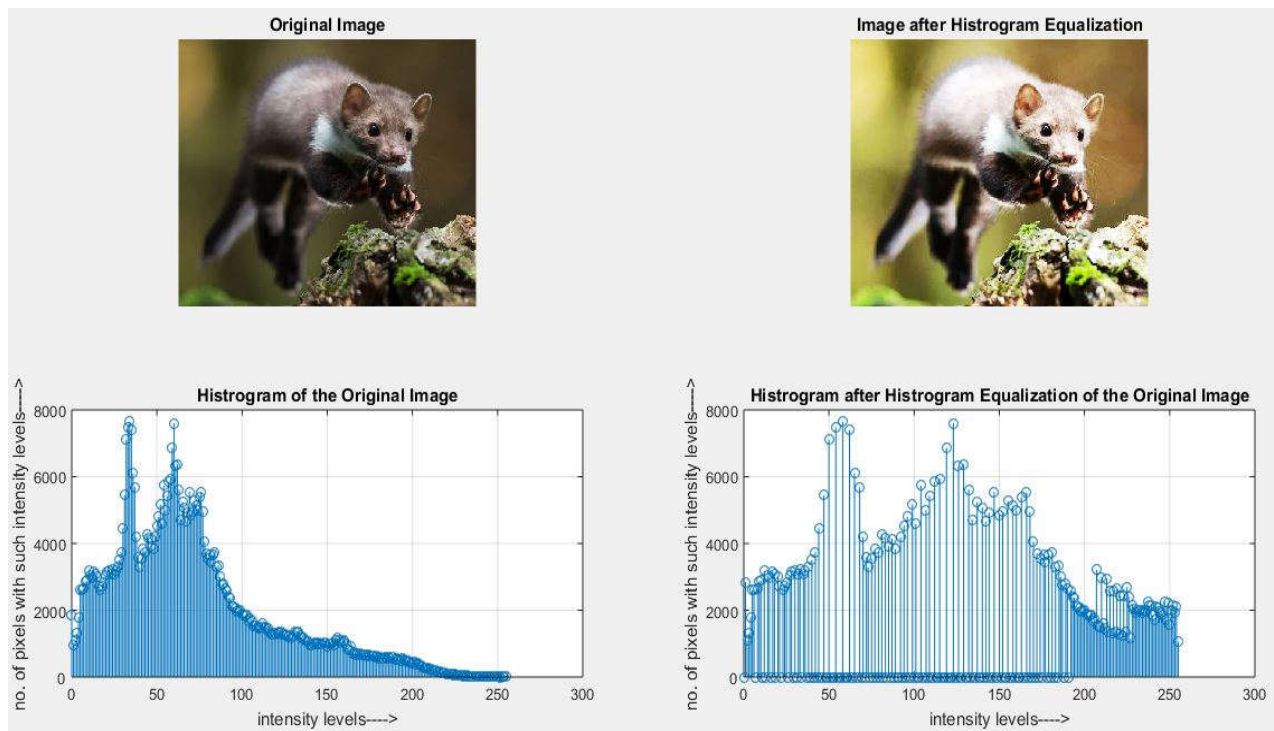 Original Image
Image after Histrogram Equalization
Histrogram of the Original Image
no. of pixels with such intensity levels---->
8000
6000
4000
2000
0
0 50 100 150 200 250 300
intensity levels---->
Histrogram after Histrogram Equalization of the Original Image
no. of pixels with such intensity levels---->
8000
6000
4000
2000
0
0 50 100 150 200 250 300
intensity levels---->